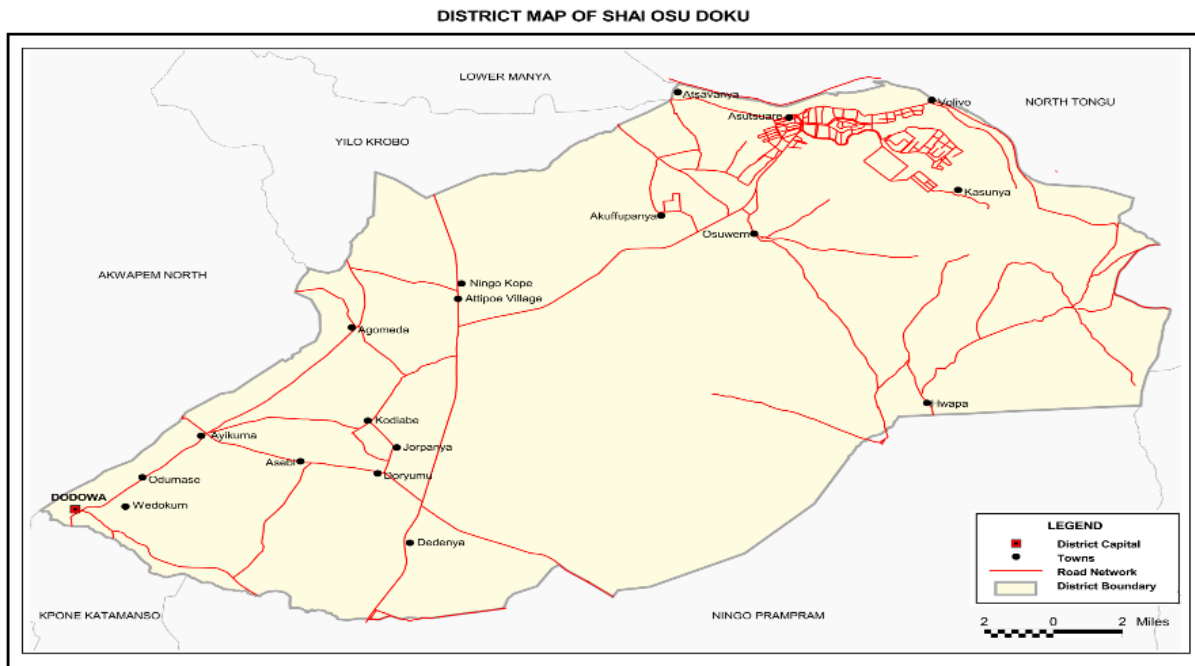 DISTRICT MAP OF SHAI OSU DOKU
LOWER MANYA
Atsavanya
Volivo
NORTH TONGU
Asutsuare
YILO KROBO
Kasunya
Akuffupanya
Osuwem
AKWAPEM NORTH
Ningo Kope
Attipoe Village
Agomeda
Hwapa
Kodiabe
Ayikuma
Jorpanya
Asebi
Doryumu
Odumase
DODOWA
Wedokum
Dedenya
KPONE KATAMANSO
NINGO PRAMPRAM
LEGEND
District Capital
Towns
Road Network
District Boundary
2 0 2 Miles